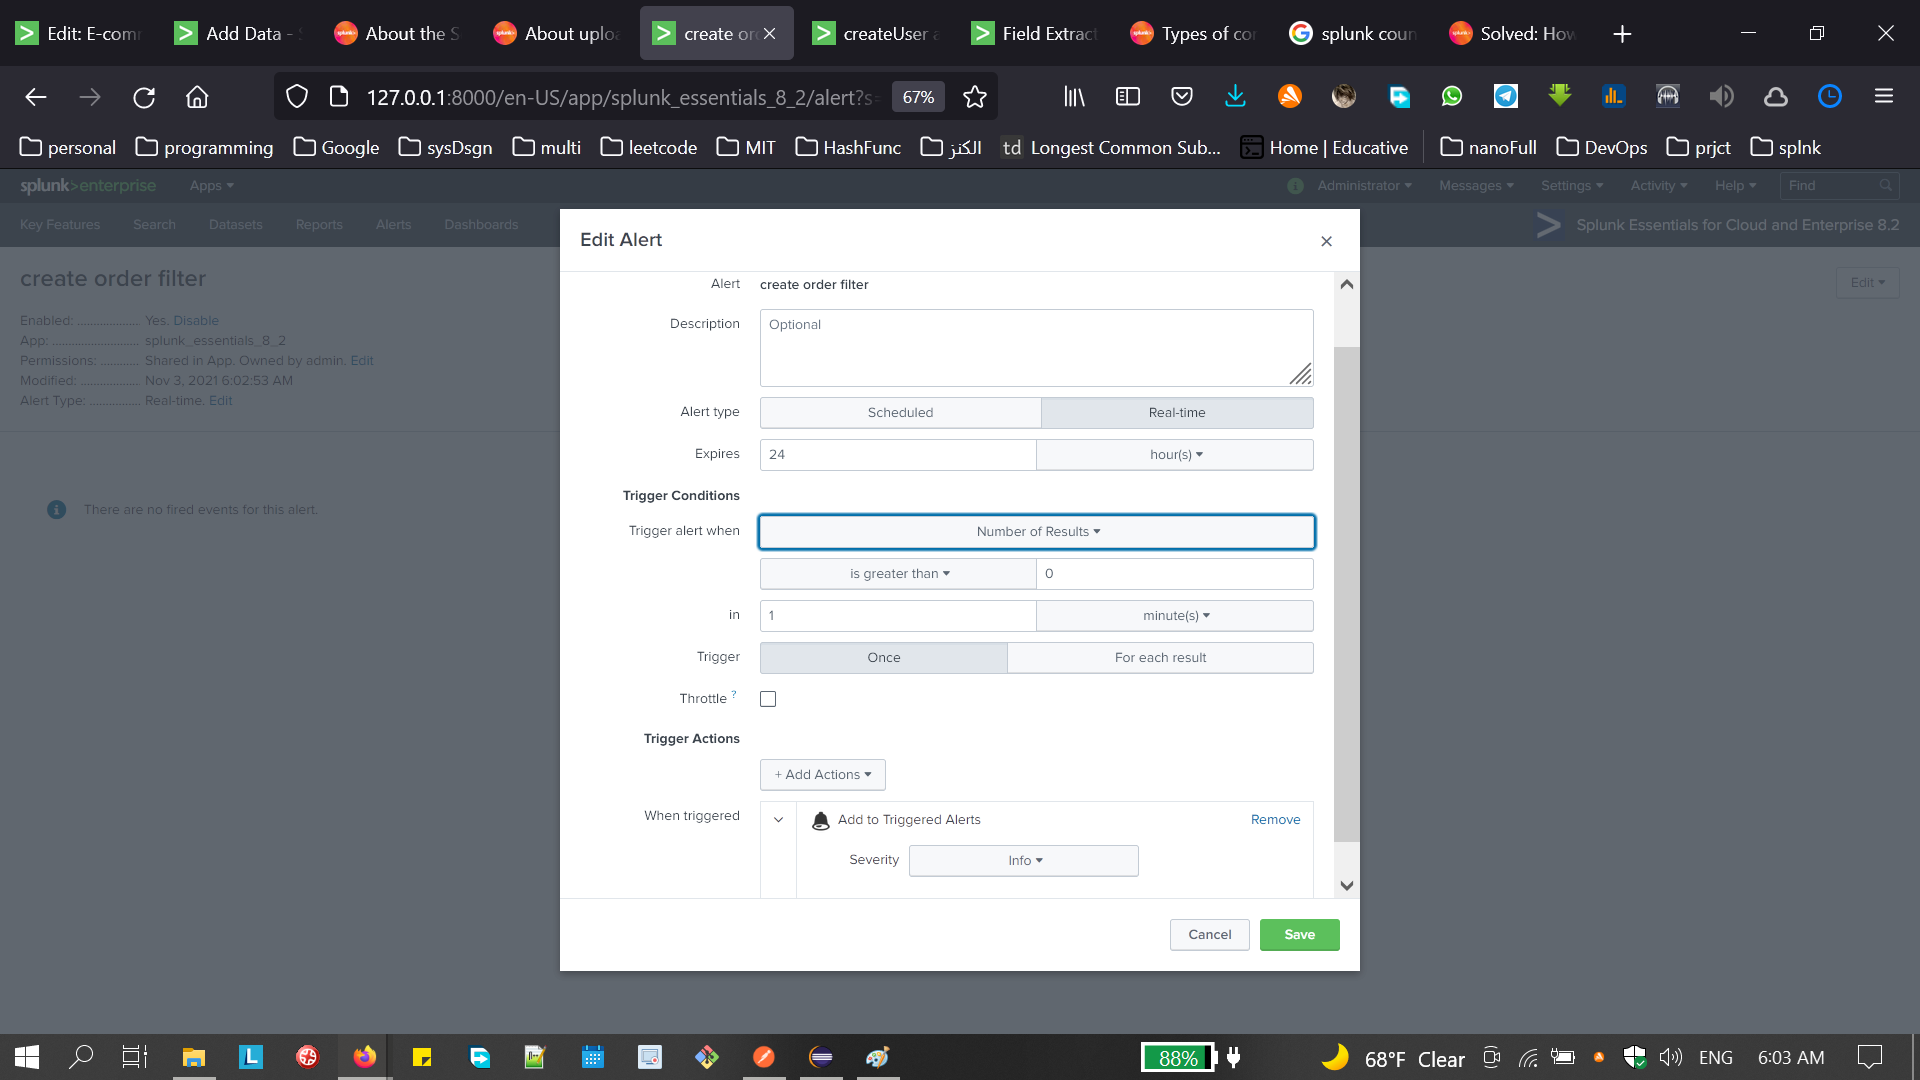 Edit: E-comm
Add Data - S
About the S
About uploa
create ord
createUser a
Field Extract
Types of cor
splunk coun
Solved: How
127.0.0.1:8000/en-US/app/splunk_essentials_8_2/alert?s=
67%
personal
programming
Google
sysDsgn
multi
leetcode
MIT
HashFunc
الكنز
td Longest Common Sub...
Home | Educative
nanoFull
DevOps
prjct
splnk
splunk>enterprise
Apps
i
Administrator
Messages
Settings
Activity
Help
Find
Key Features
Search
Datasets
Reports
Alerts
Dashboards
Splunk Essentials for Cloud and Enterprise 8.2
create order filter
Edit
Enabled: ................... Yes. Disable
App: ........................... splunk_essentials_8_2
Permissions: ............ Shared in App. Owned by admin. Edit
Modified: .................. Nov 3, 2021 6:02:53 AM
Alert Type: ................ Real-time. Edit
i There are no fired events for this alert.
Edit Alert
Alert create order filter
Description Optional
Alert type Scheduled Real-time
Expires 24 hour(s)
Trigger Conditions
Trigger alert when Number of Results
is greater than 0
in 1 minute(s)
Trigger Once For each result
Throttle ?
Trigger Actions
+ Add Actions
When triggered Add to Triggered Alerts Remove
Severity Info
Cancel Save
L
88%
68°F Clear
ENG
6:03 AM